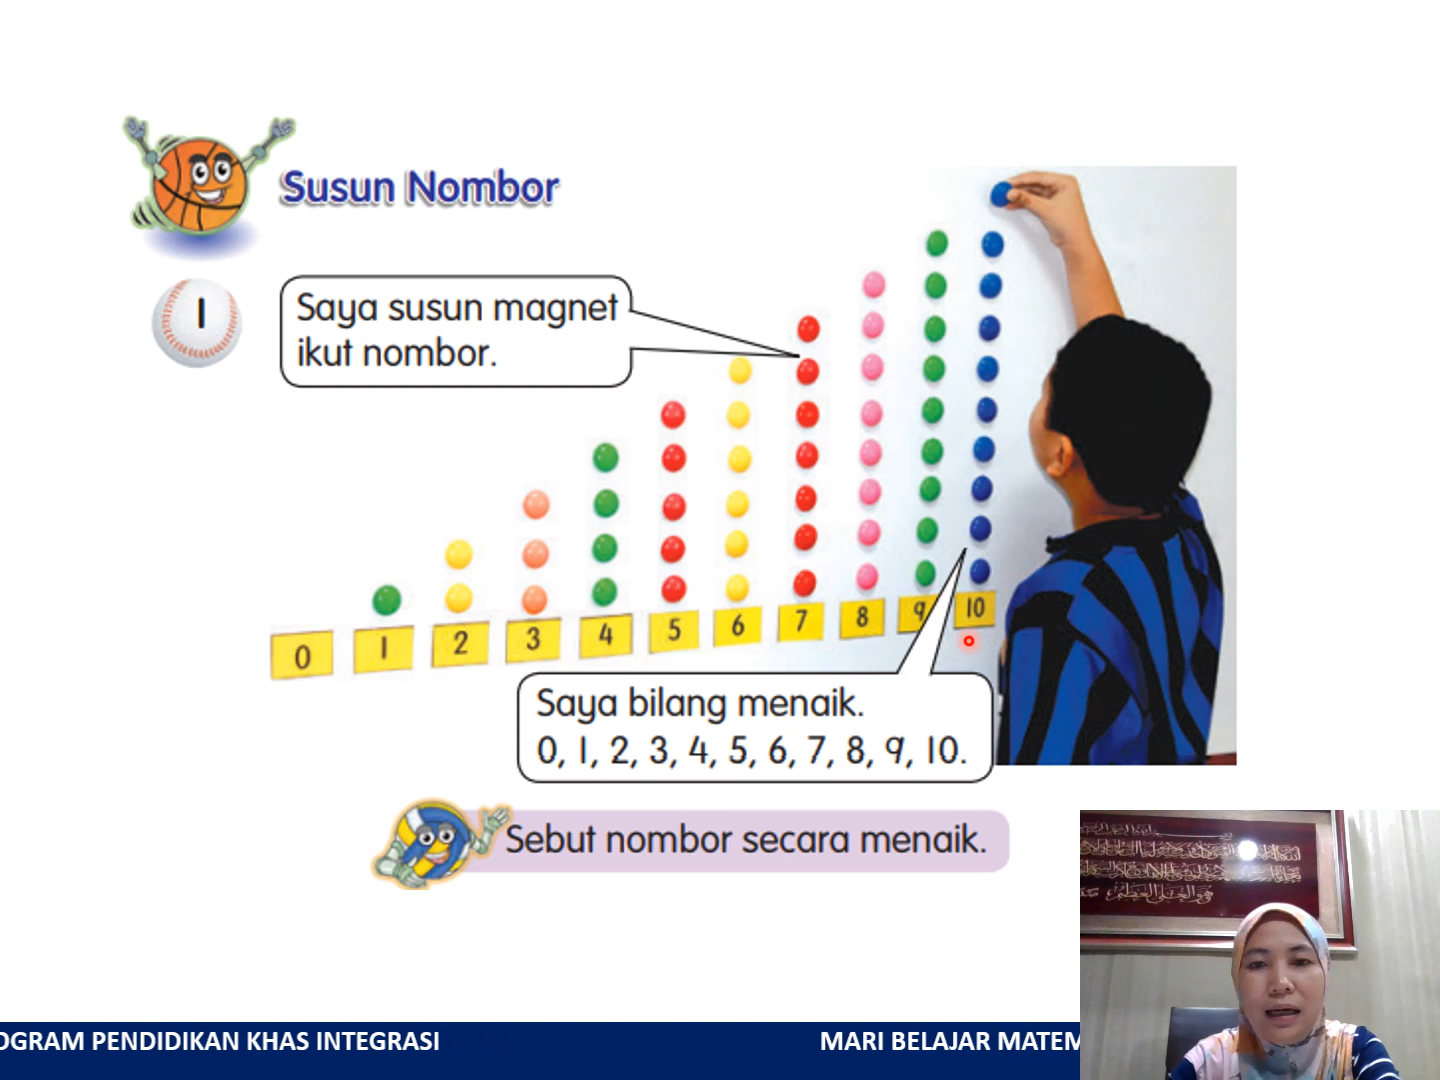 Susun Nombor
1
Saya susun magnet
ikut nombor.
0 1 2 3 4 5 6 7 8 9 10
Saya bilang menaik.
0, 1, 2, 3, 4, 5, 6, 7, 8, 9, 10.
Sebut nombor secara menaik.
OGRAM PENDIDIKAN KHAS INTEGRASI
MARI BELAJAR MATEM